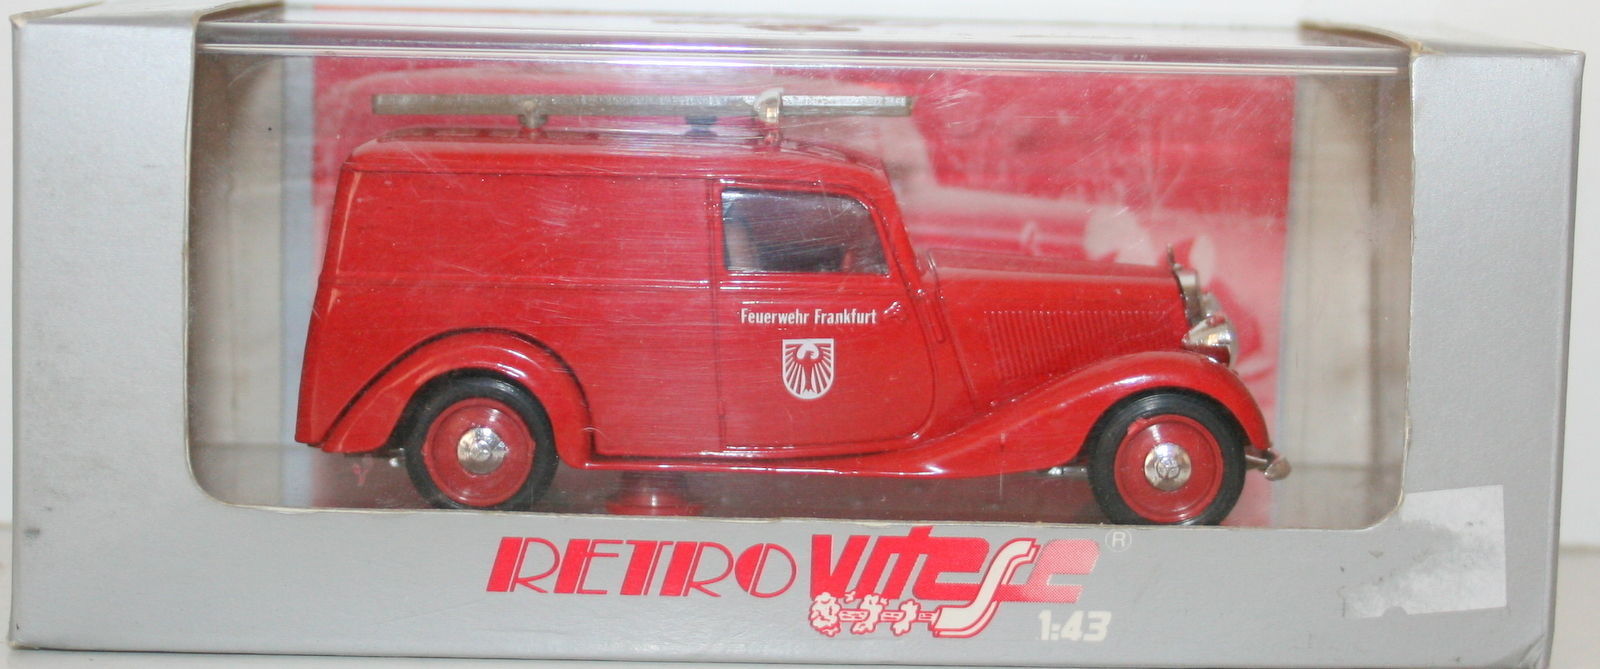 Feuerwehr Frankfurt
RETRO Vitesse ®
1:43